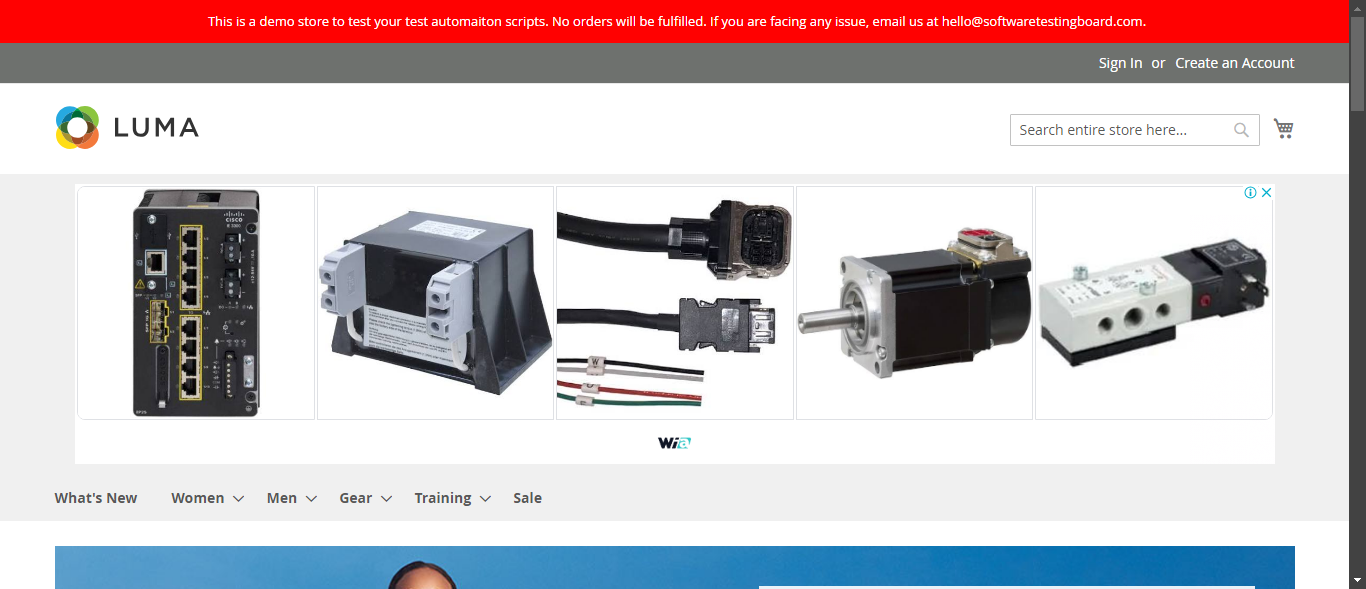 This is a demo store to test your test automaiton scripts. No orders will be fulfilled. If you are facing any issue, email us at hello@softwaretestingboard.com.
Sign In or Create an Account
LUMA
Search entire store here...
CISCO
W
Wia
What's New Women Men Gear Training Sale